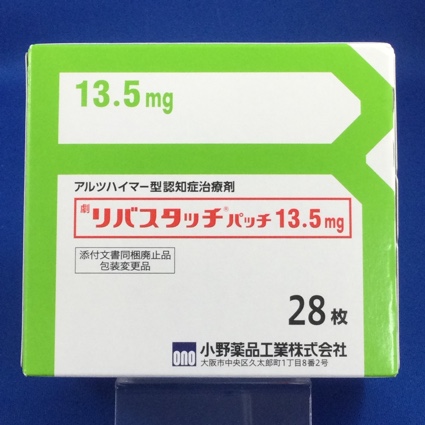 13.5mg
アルツハイマー型認知症治療剤
劇 リバスタッチ®パッチ 13.5mg
添付文書同梱廃止品
包装変更品
28枚
ono 小野薬品工業株式会社
大阪市中央区久太郎町1丁目8番2号